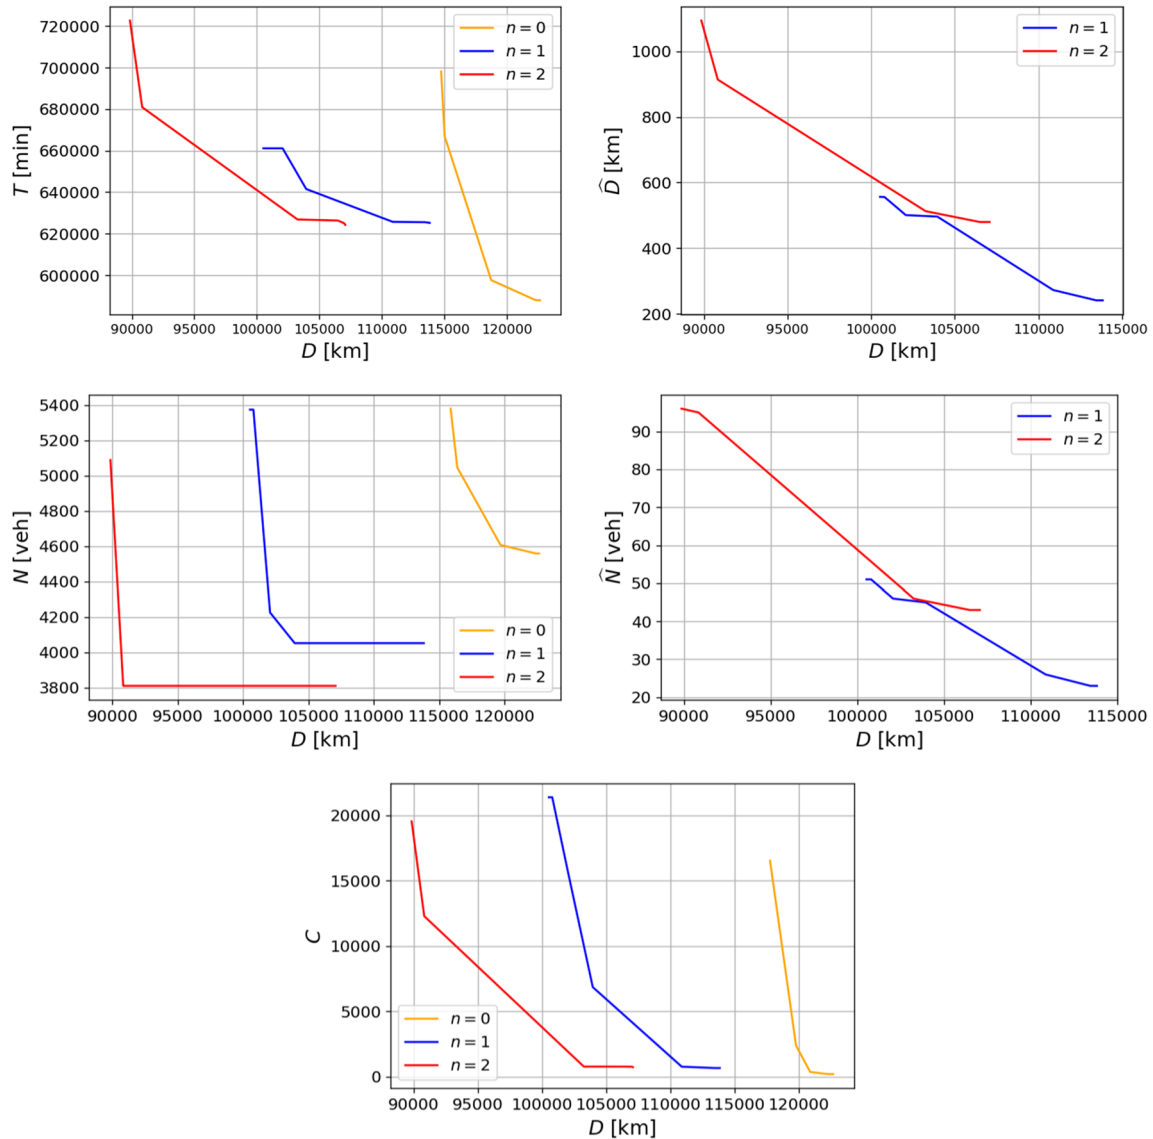 720000
700000
680000
660000
640000
620000
600000
T [min]
90000 95000 100000 105000 110000 115000 120000
D [km]
n = 0
n = 1
n = 2
1000
800
600
400
200
D̂ [km]
90000 95000 100000 105000 110000 115000
D [km]
n = 1
n = 2
5400
5200
5000
4800
4600
4400
4200
4000
3800
N [veh]
90000 95000 100000 105000 110000 115000 120000
D [km]
n = 0
n = 1
n = 2
90
80
70
60
50
40
30
20
N̂ [veh]
90000 95000 100000 105000 110000 115000
D [km]
n = 1
n = 2
20000
15000
10000
5000
0
C
90000 95000 100000 105000 110000 115000 120000
D [km]
n = 0
n = 1
n = 2